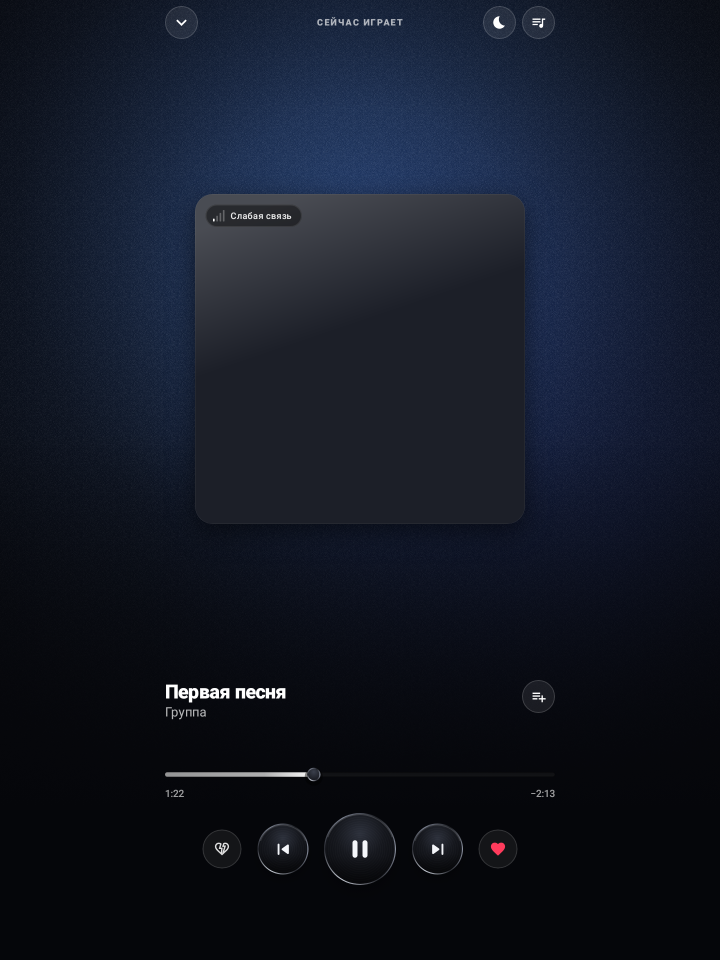 СЕЙЧАС ИГРАЕТ
Слабая связь
Первая песня
Группа
1:22
−2:13